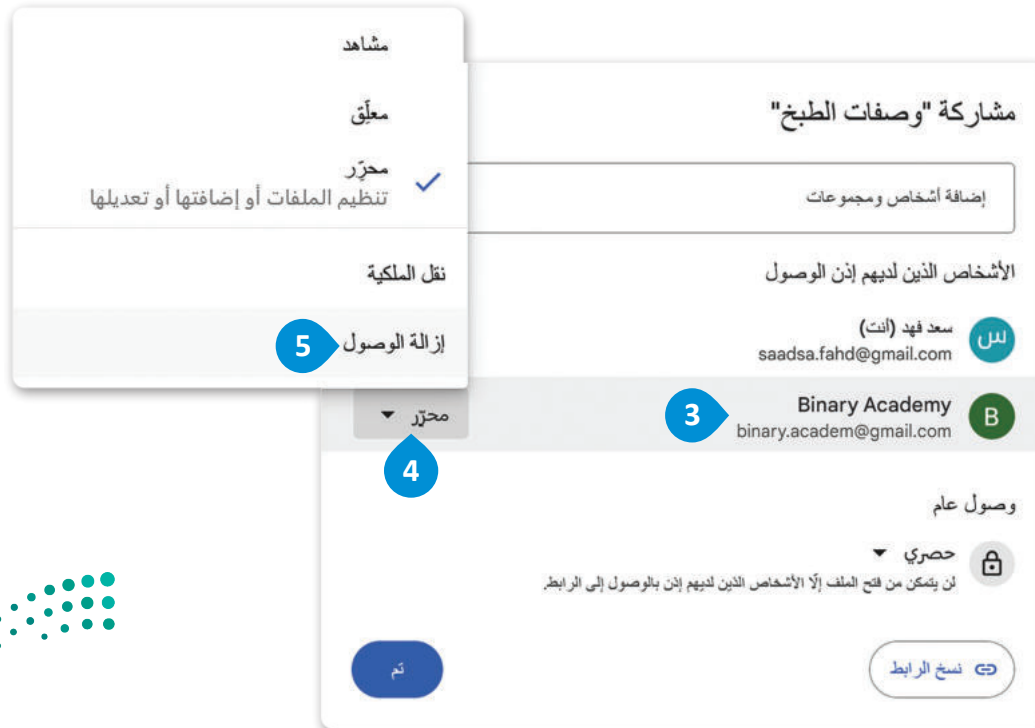 مشاهد
معلِّق
محرِّر
تنظيم الملفات أو إضافتها أو تعديلها
نقل الملكية
إزالة الوصول
5
مشاركة "وصفات الطبخ"
إضافة أشخاص ومجموعات
الأشخاص الذين لديهم إذن الوصول
س
سعد فهد (أنت)
saadsa.fahd@gmail.com
B
Binary Academy
binary.academ@gmail.com
3
محرِّر
4
وصول عام
حصري
لن يتمكن من فتح الملف إلّا الأشخاص الذين لديهم إذن بالوصول إلى الرابط.
نسخ الرابط
تم